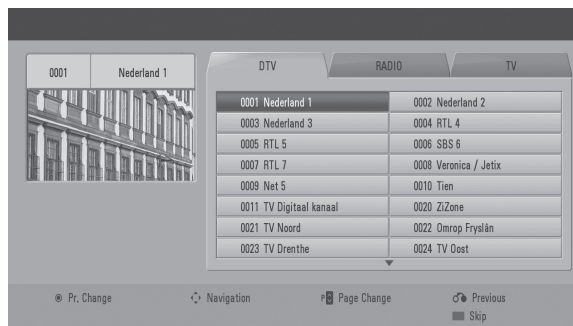 0001 Nederland 1
DTV RADIO TV
0001 Nederland 1 0002 Nederland 2
0003 Nederland 3 0004 RTL 4
0005 RTL 5 0006 SBS 6
0007 RTL 7 0008 Veronica / Jetix
0009 Net 5 0010 Tien
0011 TV Digitaal kanaal 0020 ZiZone
0021 TV Noord 0022 Omrop Fryslân
0023 TV Drenthe 0024 TV Oost
Pr. Change Navigation P Page Change Previous
Skip